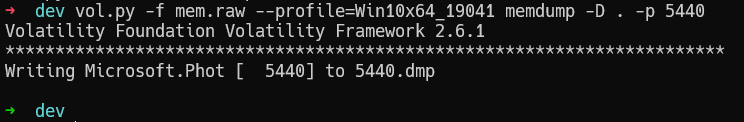 → dev vol.py -f mem.raw --profile=Win10x64_19041 memdump -D . -p 5440
Volatility Foundation Volatility Framework 2.6.1
************************************************************************
Writing Microsoft.Phot [  5440] to 5440.dmp
→ dev